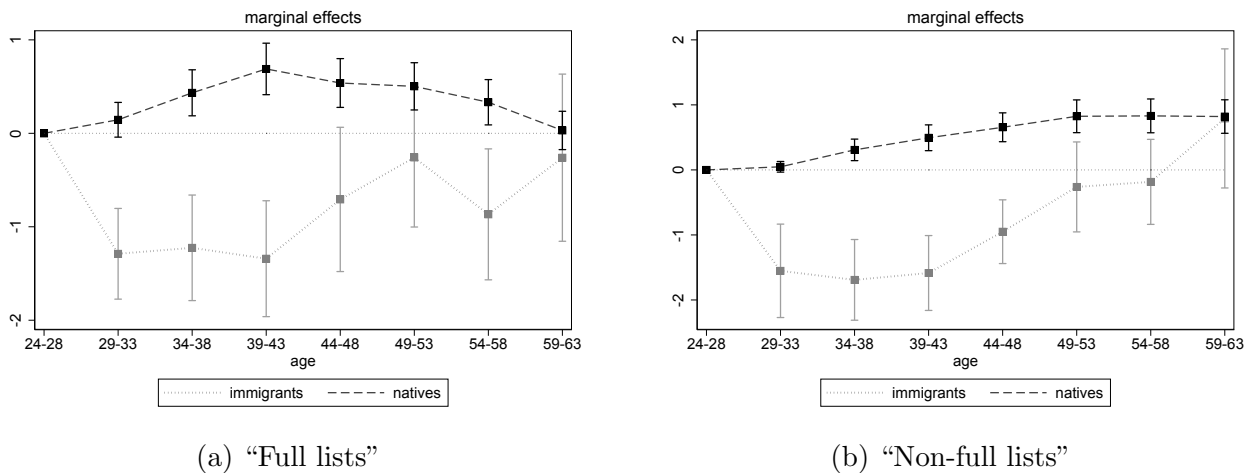 marginal effects
1
0
-1
-2
24-28 29-33 34-38 39-43 44-48 49-53 54-58 59-63
age
immigrants natives
(a) “Full lists”
marginal effects
2
1
0
-1
-2
24-28 29-33 34-38 39-43 44-48 49-53 54-58 59-63
age
immigrants natives
(b) “Non-full lists”